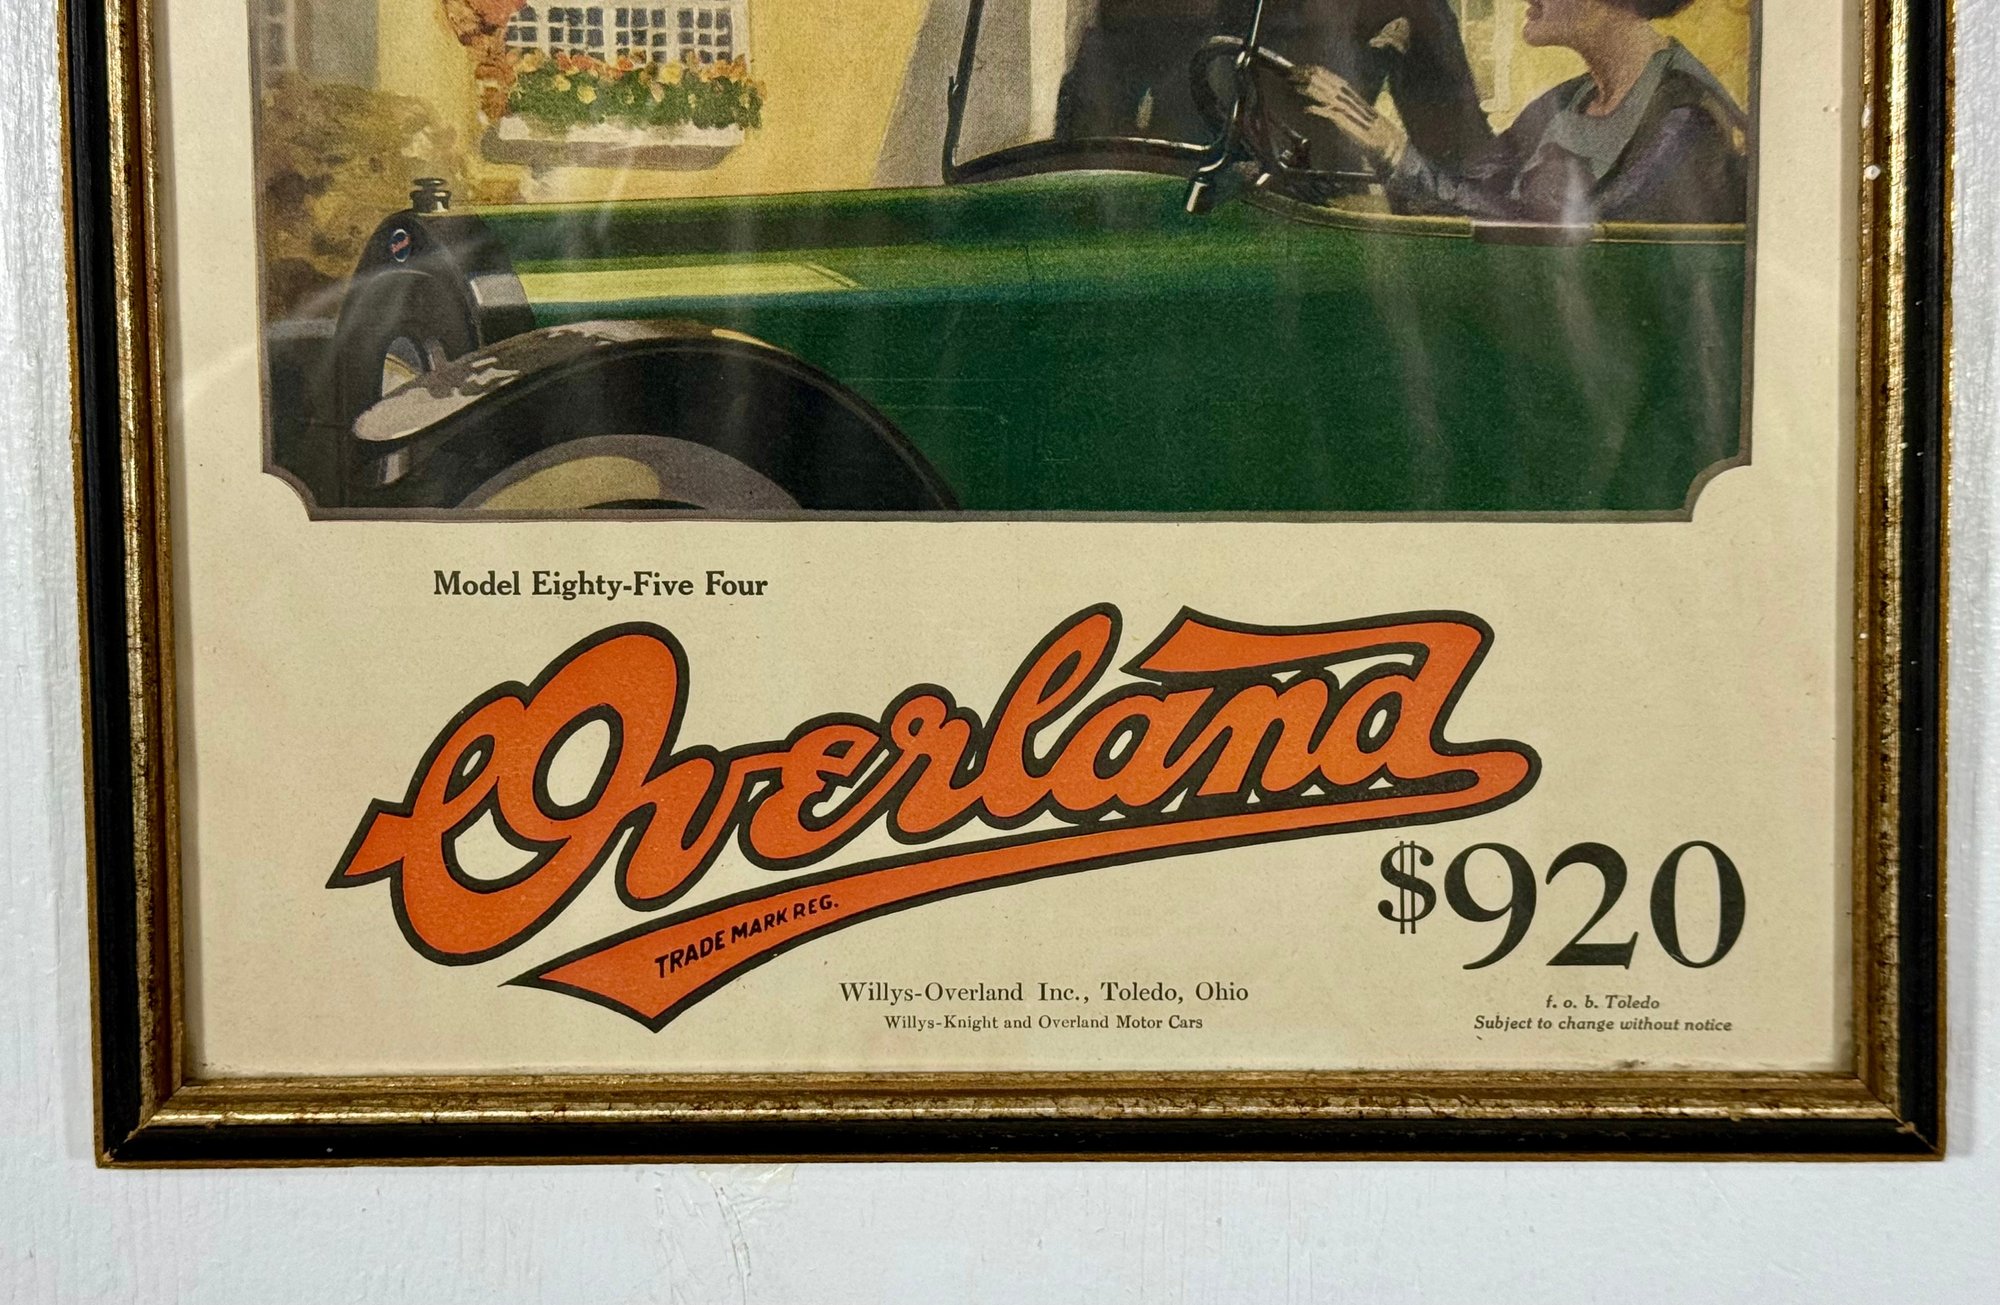 Model Eighty-Five Four
Overland
TRADE MARK REG.
$920
Willys-Overland Inc., Toledo, Ohio
Willys-Knight and Overland Motor Cars
f. o. b. Toledo
Subject to change without notice